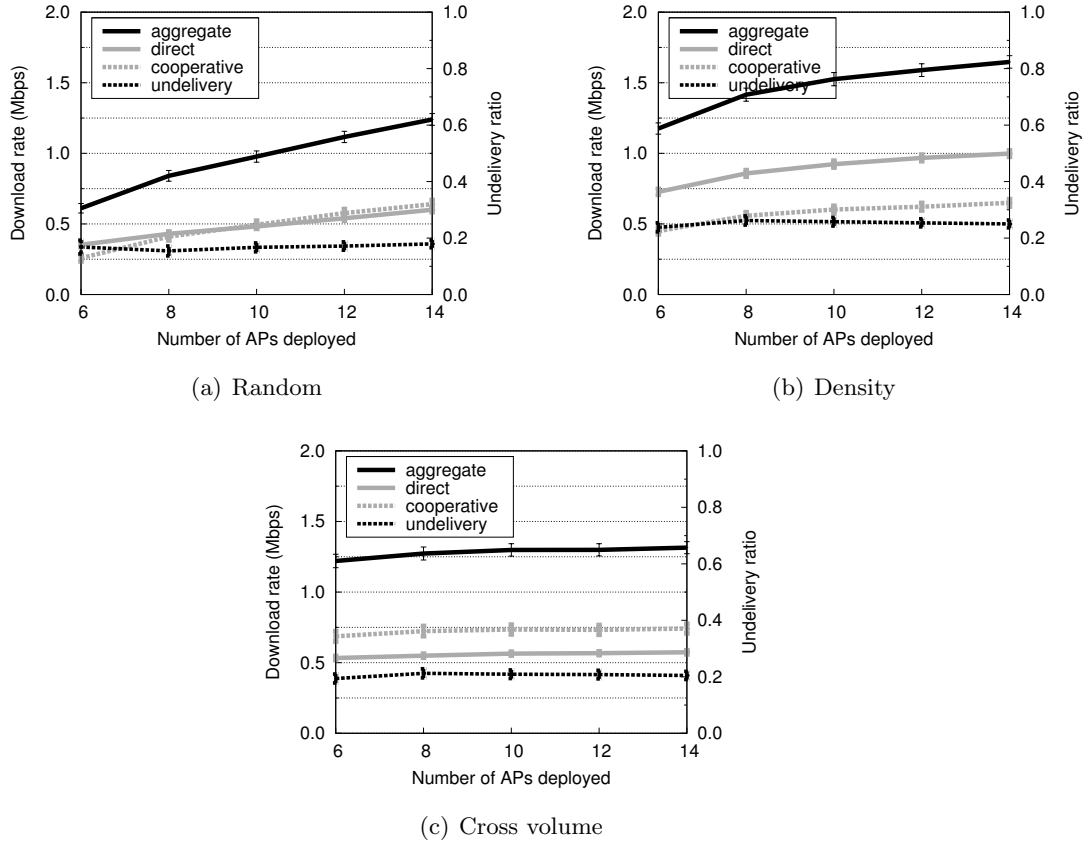 2.0
1.5
1.0
0.5
0.0
Download rate (Mbps)
aggregate
direct
cooperative
undelivery
1.0
0.8
0.6
0.4
0.2
0.0
Undelivery ratio
6 8 10 12 14
Number of APs deployed
(a) Random
2.0
1.5
1.0
0.5
0.0
Download rate (Mbps)
aggregate
direct
cooperative
undelivery
1.0
0.8
0.6
0.4
0.2
0.0
Undelivery ratio
6 8 10 12 14
Number of APs deployed
(b) Density
2.0
1.5
1.0
0.5
0.0
Download rate (Mbps)
aggregate
direct
cooperative
undelivery
1.0
0.8
0.6
0.4
0.2
0.0
Undelivery ratio
6 8 10 12 14
Number of APs deployed
(c) Cross volume